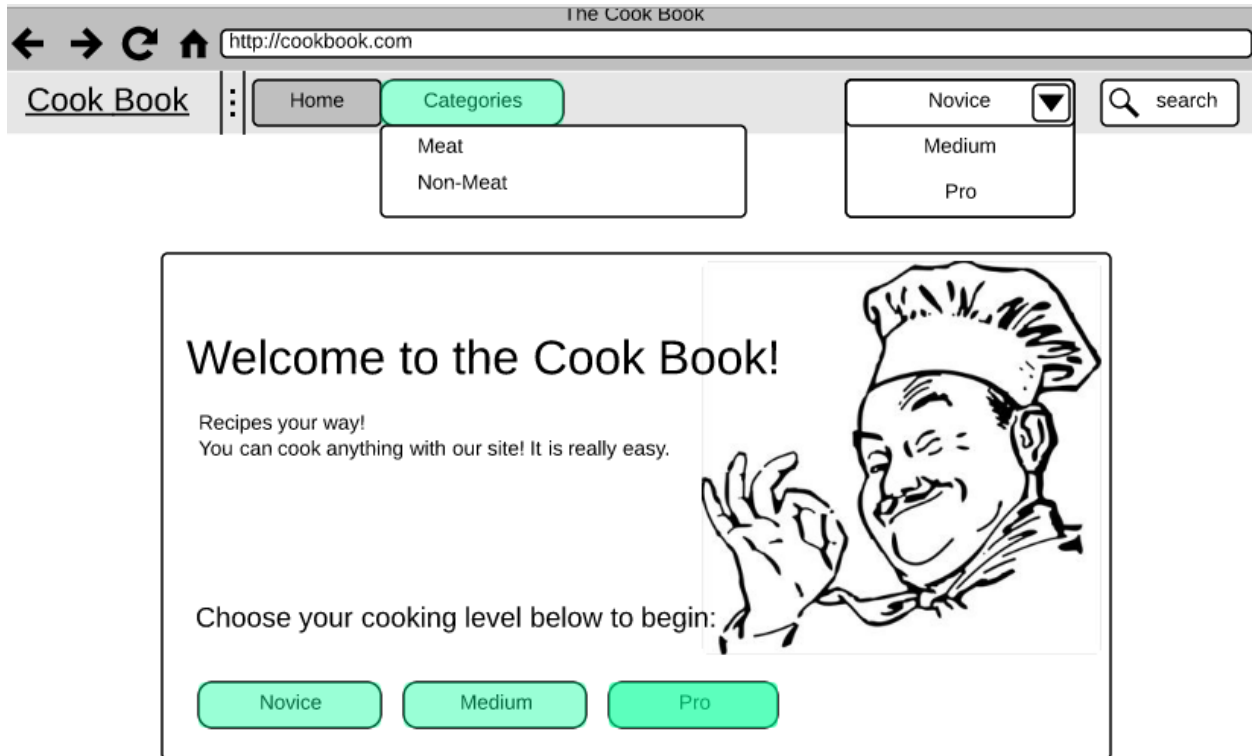 The Cook Book
http://cookbook.com
Cook Book
Home
Categories
Novice
search
Meat
Non-Meat
Medium
Pro
Welcome to the Cook Book!
Recipes your way!
You can cook anything with our site! It is really easy.
Choose your cooking level below to begin:
Novice
Medium
Pro